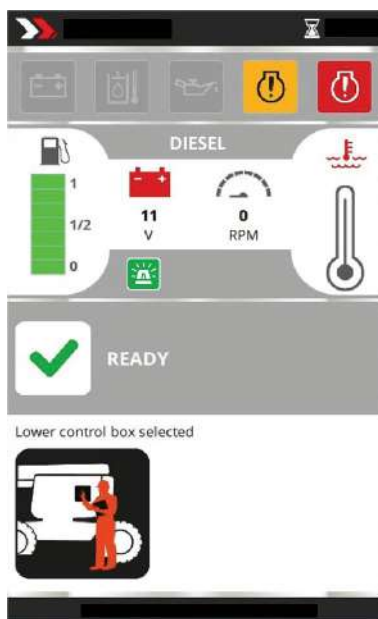 DIESEL
1
1/2
0
11
V
0
RPM
READY
Lower control box selected